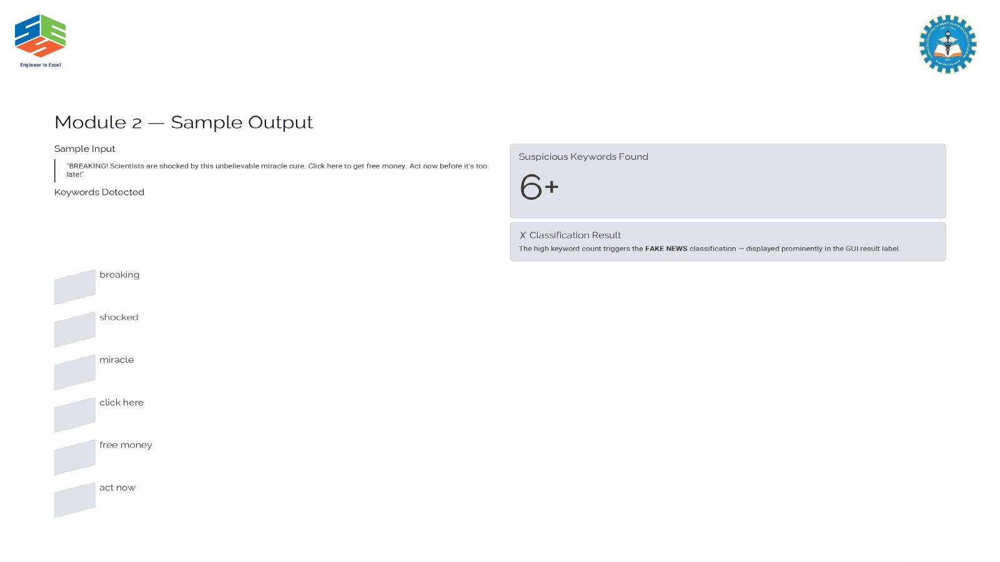 SES
Engineer to Excel
Module 2 — Sample Output
Sample Input
"BREAKING! Scientists are shocked by this unbelievable miracle cure. Click here to get free money. Act now before it's too
late!"
Keywords Detected
breaking
shocked
miracle
click here
free money
act now
Suspicious Keywords Found
6+
X Classification Result
The high keyword count triggers the FAKE NEWS classification — displayed prominently in the GUI result label.